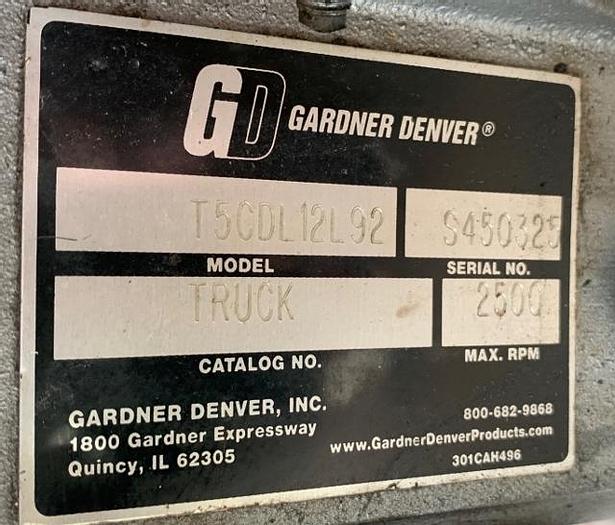 GD GARDNER DENVER®
T5CDL12L92 S450325
MODEL SERIAL NO.
TRUCK 2500
CATALOG NO. MAX. RPM
GARDNER DENVER, INC.
1800 Gardner Expressway
Quincy, IL 62305
800-682-9868
www.GardnerDenverProducts.com
301CAH496